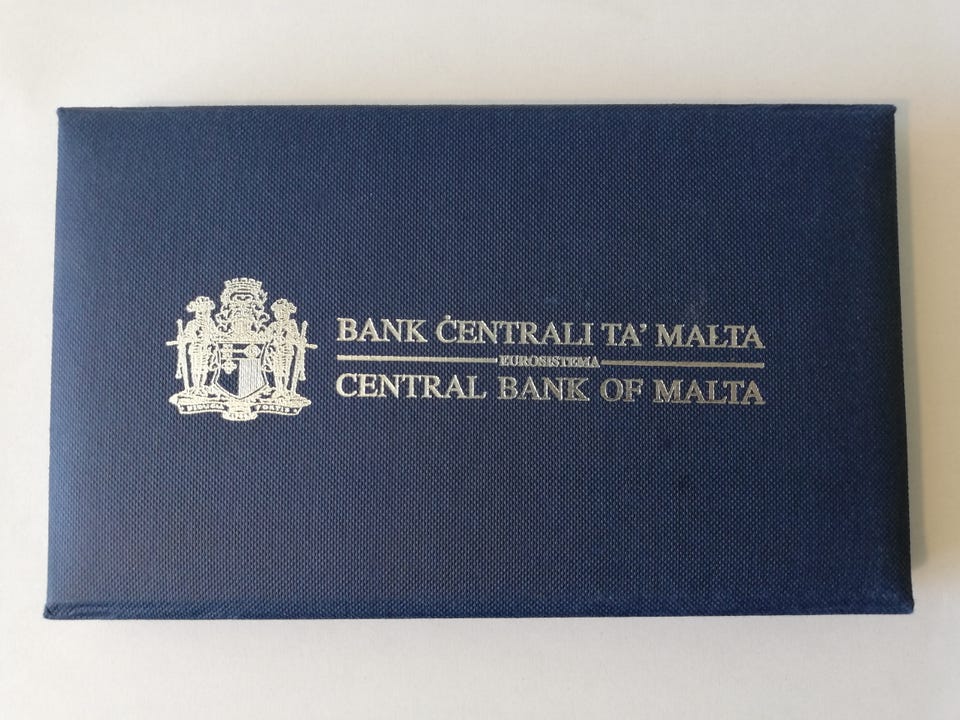 BANK ĊENTRALI TA' MALTA
EUROSISTEMA
CENTRAL BANK OF MALTA